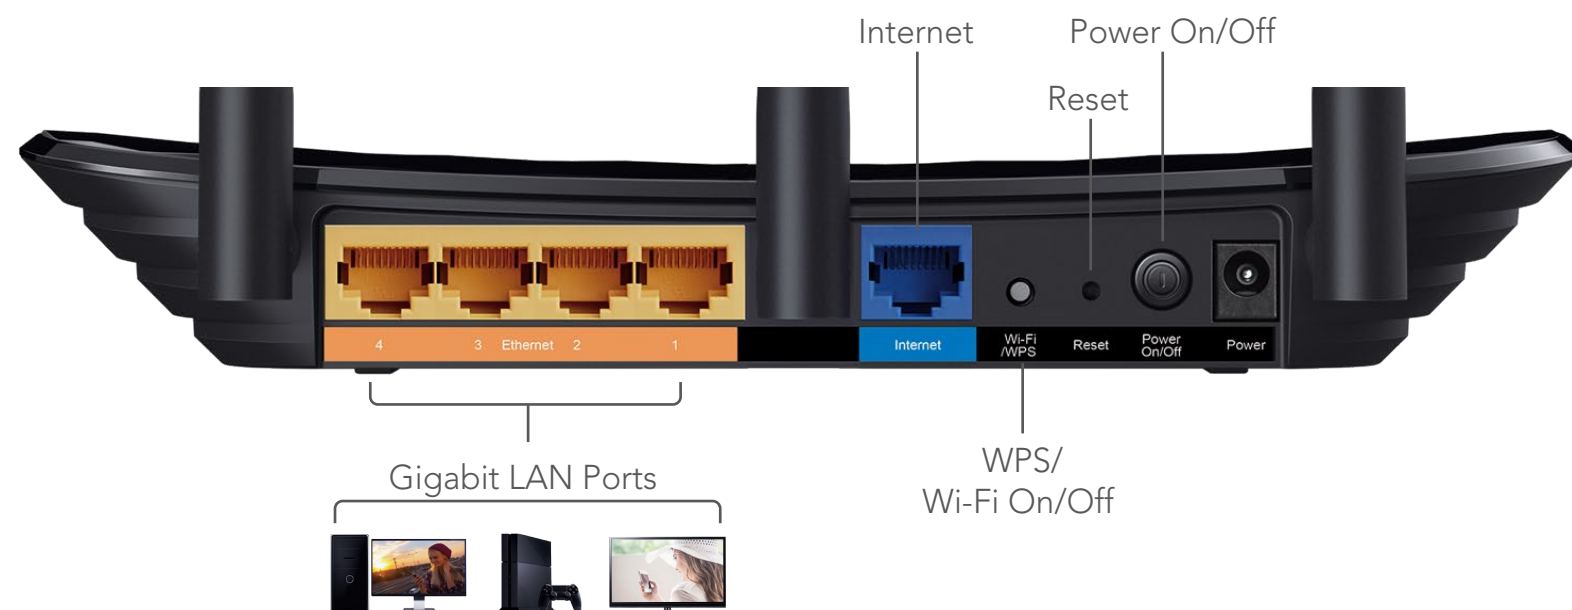 Internet
Power On/Off
Reset
4 3 Ethernet 2 1
Internet
Wi-Fi
/WPS
Reset
Power
On/Off
Power
Gigabit LAN Ports
WPS/
Wi-Fi On/Off